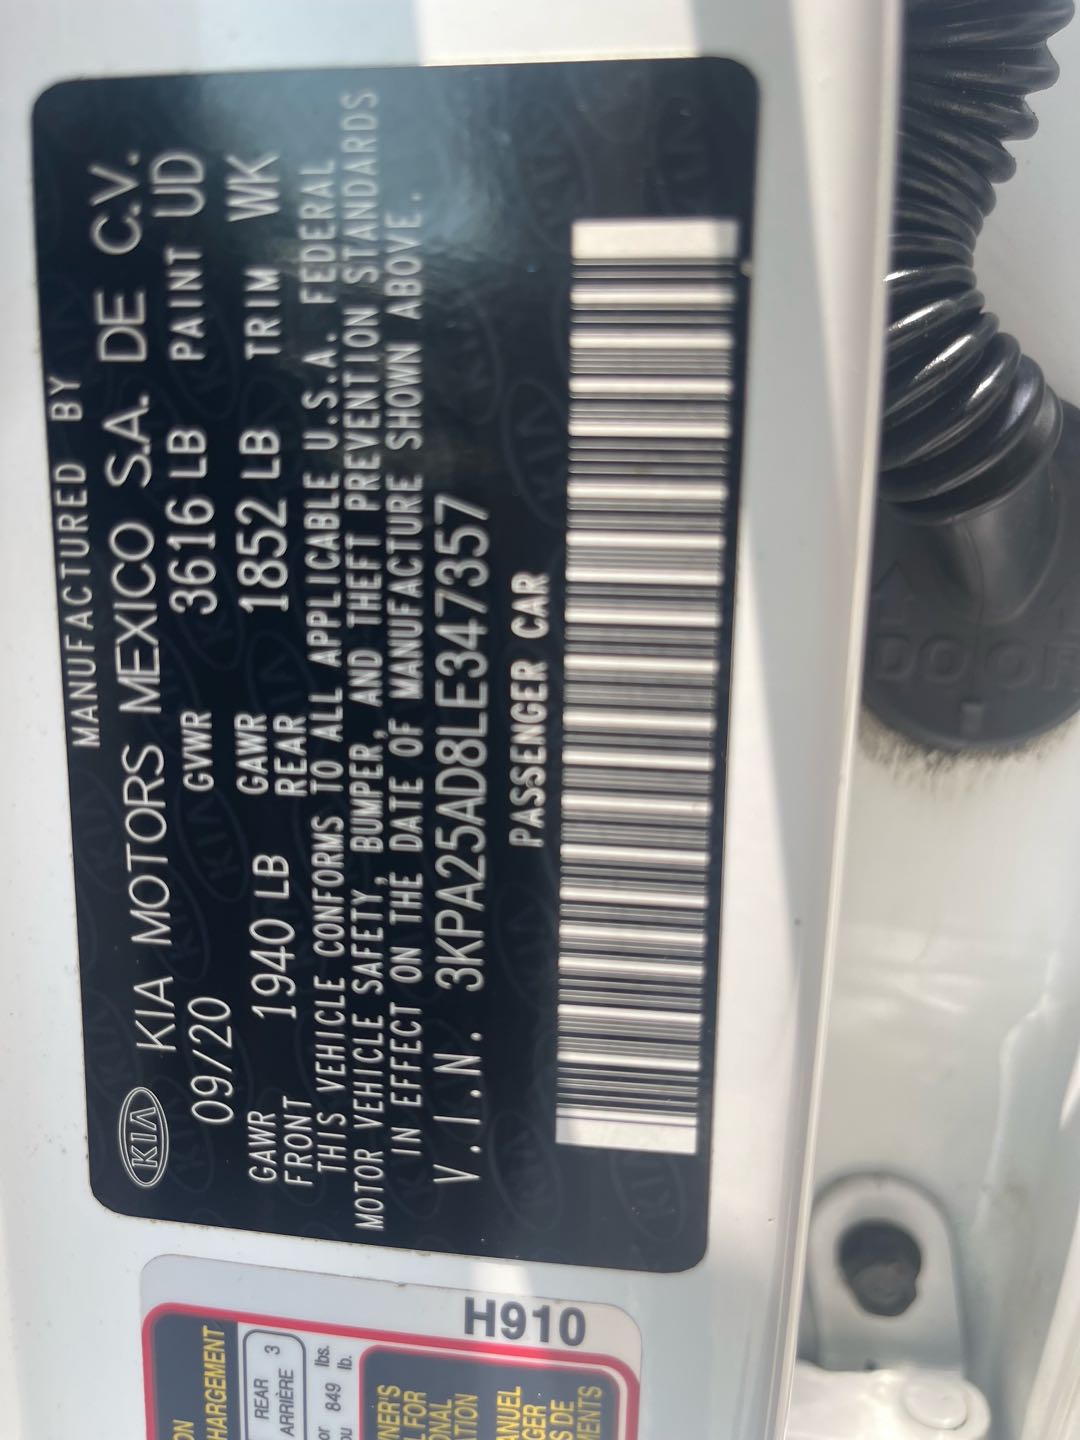 MANUFACTURED BY
KIA KIA MOTORS MEXICO S.A. DE C.V.
09/20 GVWR 3616 LB PAINT UD
GAWR FRONT 1940 LB GAWR REAR 1852 LB TRIM WK
THIS VEHICLE CONFORMS TO ALL APPLICABLE U.S.A. FEDERAL
MOTOR VEHICLE SAFETY, BUMPER, AND THEFT PREVENTION STANDARDS
IN EFFECT ON THE DATE OF MANUFACTURE SHOWN ABOVE.
V.I.N. 3KPA25AD8LE347357
PASSENGER CAR
H910
HARGEMENT
REAR 3
ARRIÈRE
849 lbs.
lb.
ANUEL
DOOR